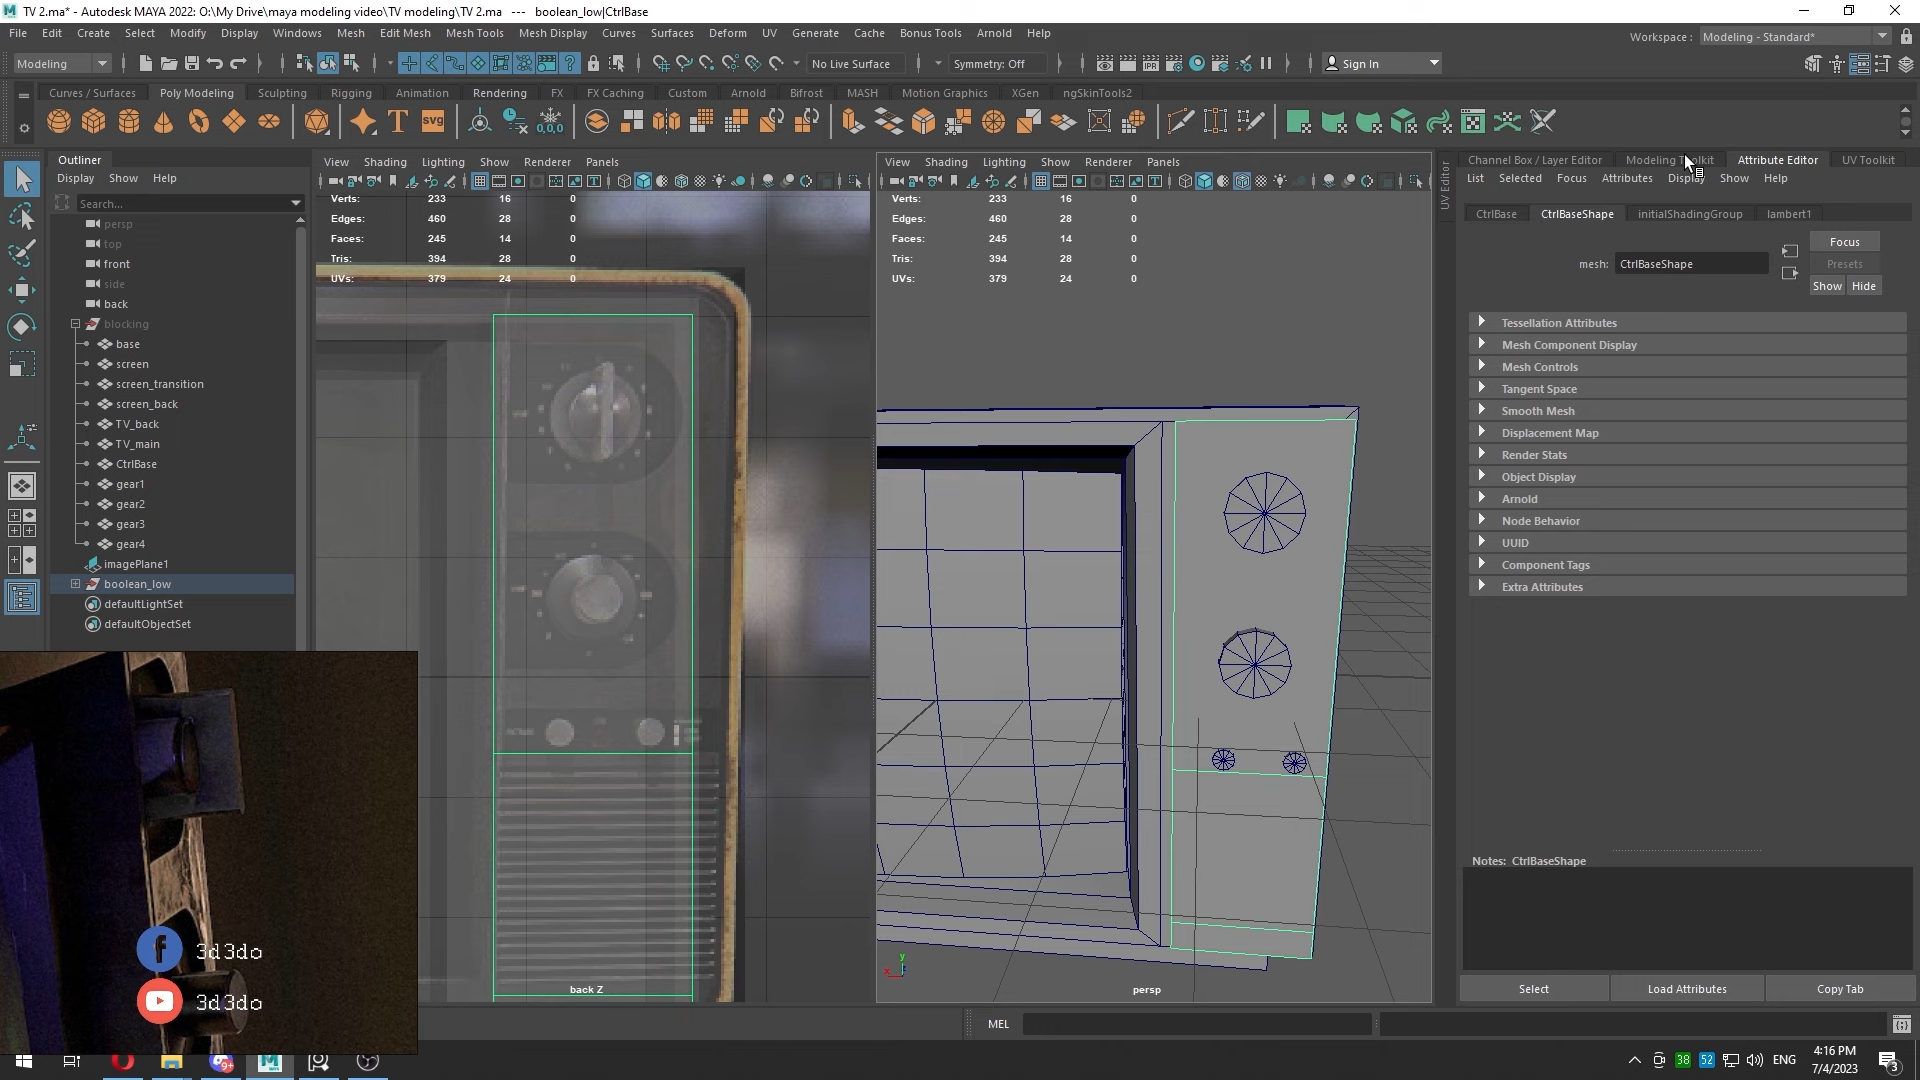 TV 2.ma* - Autodesk MAYA 2022: O:\My Drive\maya modeling video\TV modeling\TV 2.ma   ---   boolean_low|CtrlBase
File Edit Create Select Modify Display Windows Mesh Edit Mesh Mesh Tools Mesh Display Curves Surfaces Deform UV Generate Cache Bonus Tools Arnold Help
Workspace : Modeling - Standard*
Modeling No Live Surface Symmetry: Off Sign In
Curves / Surfaces Poly Modeling Sculpting Rigging Animation Rendering FX FX Caching Custom Arnold Bifrost MASH Motion Graphics XGen ngSkinTools2
Outliner
Display Show Help
Search...
persp
top
front
side
back
blocking
base
screen
screen_transition
screen_back
TV_back
TV_main
CtrlBase
gear1
gear2
gear3
gear4
imagePlane1
boolean_low
defaultLightSet
defaultObjectSet
View Shading Lighting Show Renderer Panels
Verts: 233 16 0
Edges: 460 28 0
Faces: 245 14 0
Tris: 394 28 0
UVs: 379 24 0
back Z
View Shading Lighting Show Renderer Panels
Verts: 233 16 0
Edges: 460 28 0
Faces: 245 14 0
Tris: 394 28 0
UVs: 379 24 0
y
x
persp
UV Editor
Channel Box / Layer Editor Modeling Toolkit Attribute Editor UV Toolkit
List Selected Focus Attributes Display Show Help
CtrlBase CtrlBaseShape initialShadingGroup lambert1
mesh: CtrlBaseShape
Focus
Presets
Show Hide
Tessellation Attributes
Mesh Component Display
Mesh Controls
Tangent Space
Smooth Mesh
Displacement Map
Render Stats
Object Display
Arnold
Node Behavior
UUID
Component Tags
Extra Attributes
Notes: CtrlBaseShape
Select Load Attributes Copy Tab
MEL
3d3do
3d3do
38 52 ENG
4:16 PM
7/4/2023
3